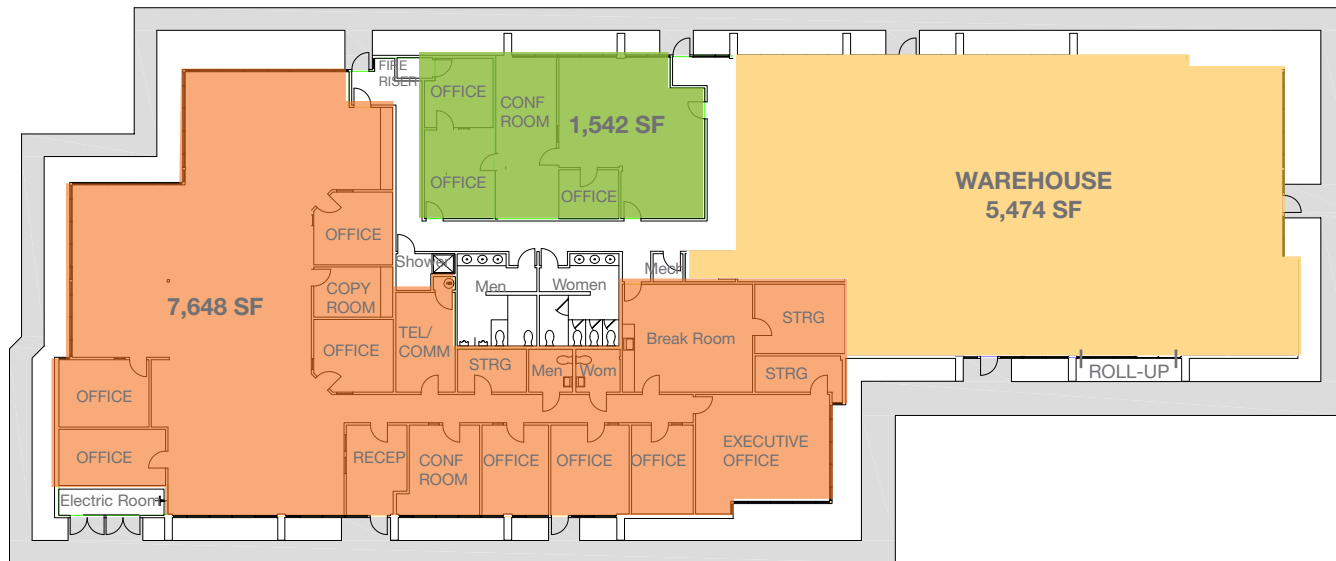 FIRE
RISER
OFFICE
CONF
ROOM
1,542 SF
OFFICE
OFFICE
WAREHOUSE
5,474 SF
OFFICE
Shower
Mech
Men
Women
COPY
ROOM
7,648 SF
TEL/
COMM
STRG
Break Room
OFFICE
STRG
Men
Wom
STRG
ROLL-UP
OFFICE
OFFICE
RECEP
CONF
ROOM
OFFICE
OFFICE
OFFICE
EXECUTIVE
OFFICE
Electric Room